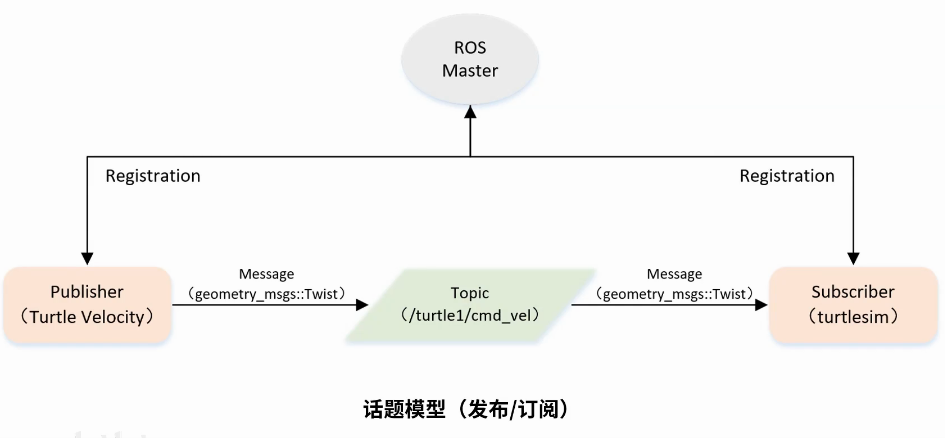 ROS
Master
Registration
Registration
Publisher
（Turtle Velocity）
Message
（geometry_msgs::Twist）
Topic
（/turtle1/cmd_vel）
Message
（geometry_msgs::Twist）
Subscriber
（turtlesim）
话题模型（发布/订阅）